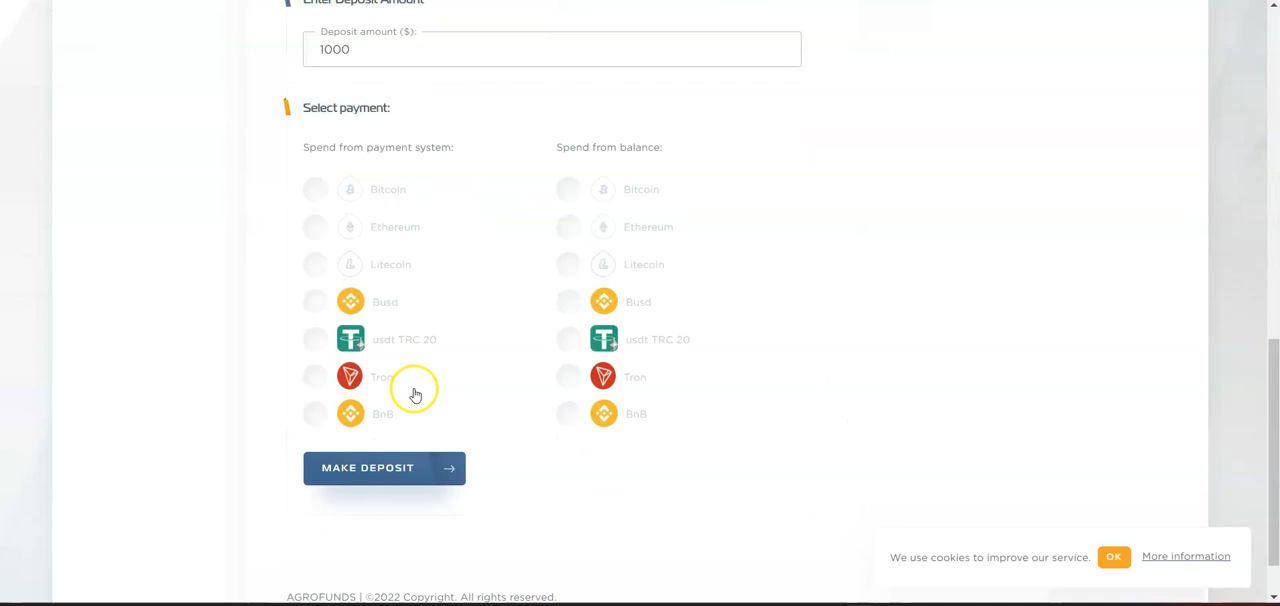 Enter Deposit Amount
Deposit amount ($):
1000
Select payment:
Spend from payment system:
Spend from balance:
Bitcoin
Bitcoin
Ethereum
Ethereum
Litecoin
Litecoin
Busd
Busd
usdt TRC 20
usdt TRC 20
Tron
Tron
BnB
BnB
MAKE DEPOSIT
We use cookies to improve our service. OK More information
AGROFUNDS | ©2022 Copyright. All rights reserved.